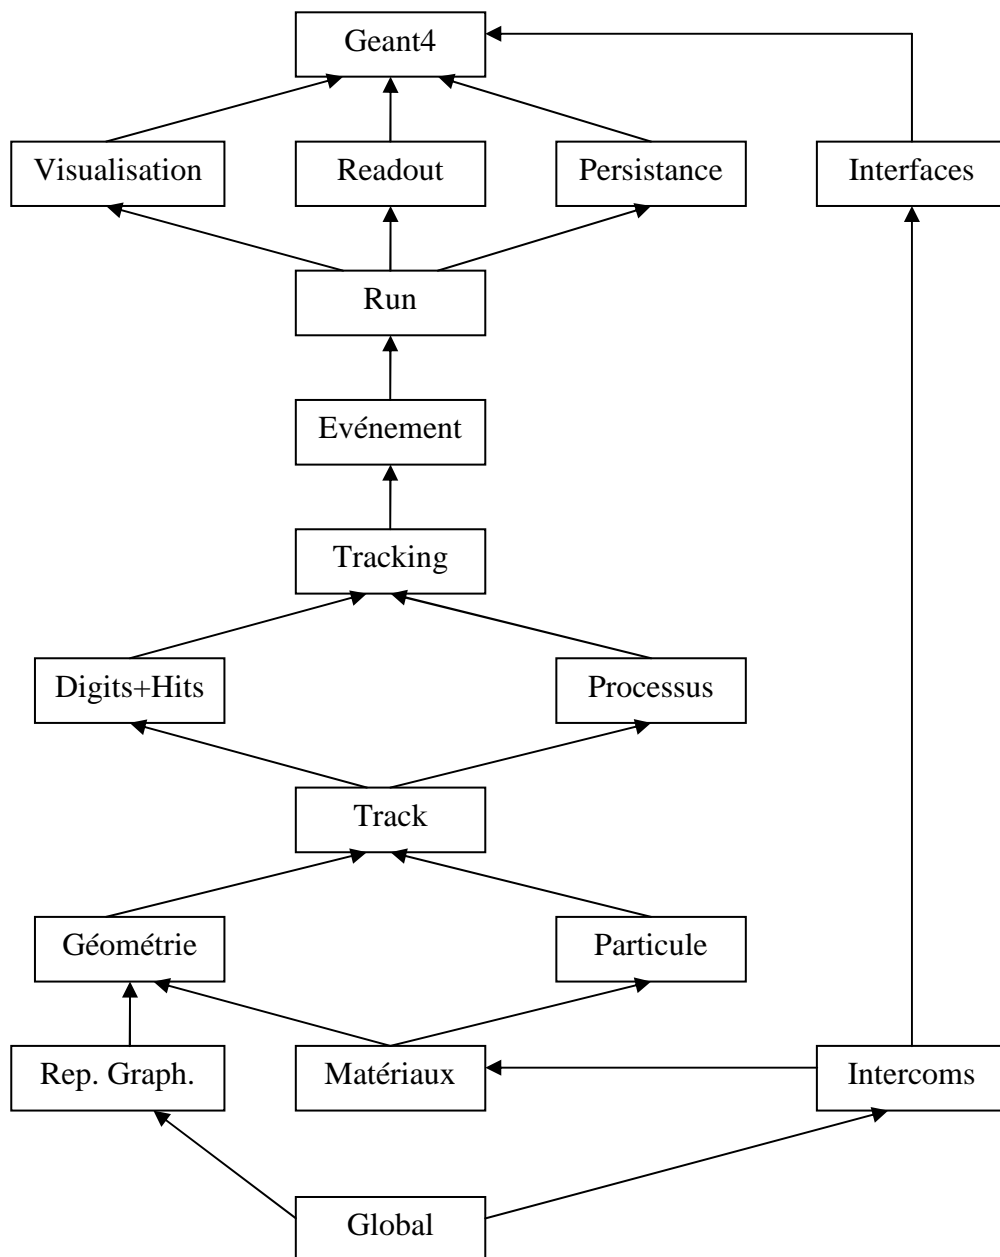 Geant4
Visualisation
Readout
Persistance
Interfaces
Run
Evénement
Tracking
Digits+Hits
Processus
Track
Géométrie
Particule
Rep. Graph.
Matériaux
Intercoms
Global